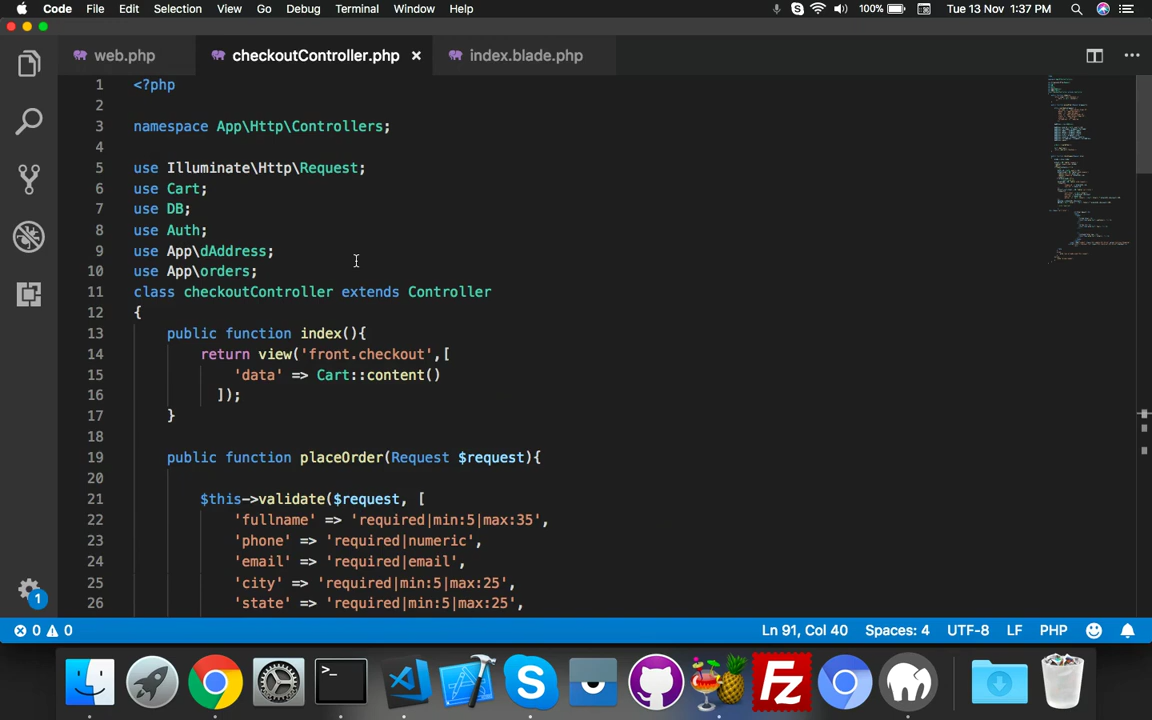 Code File Edit Selection View Go Debug Terminal Window Help 100% Tue 13 Nov 1:37 PM
web.php checkoutController.php × index.blade.php
1 <?php
2
3 namespace App\Http\Controllers;
4
5 use Illuminate\Http\Request;
6 use Cart;
7 use DB;
8 use Auth;
9 use App\dAddress;
10 use App\orders;
11 class checkoutController extends Controller
12 {
13 public function index(){
14 return view('front.checkout',[
15 'data' => Cart::content()
16 ]);
17 }
18
19 public function placeOrder(Request $request){
20
21 $this->validate($request, [
22 'fullname' => 'required|min:5|max:35',
23 'phone' => 'required|numeric',
24 'email' => 'required|email',
25 'city' => 'required|min:5|max:25',
26 'state' => 'required|min:5|max:25',
1
0 0 Ln 91, Col 40 Spaces: 4 UTF-8 LF PHP
>_ S Fz